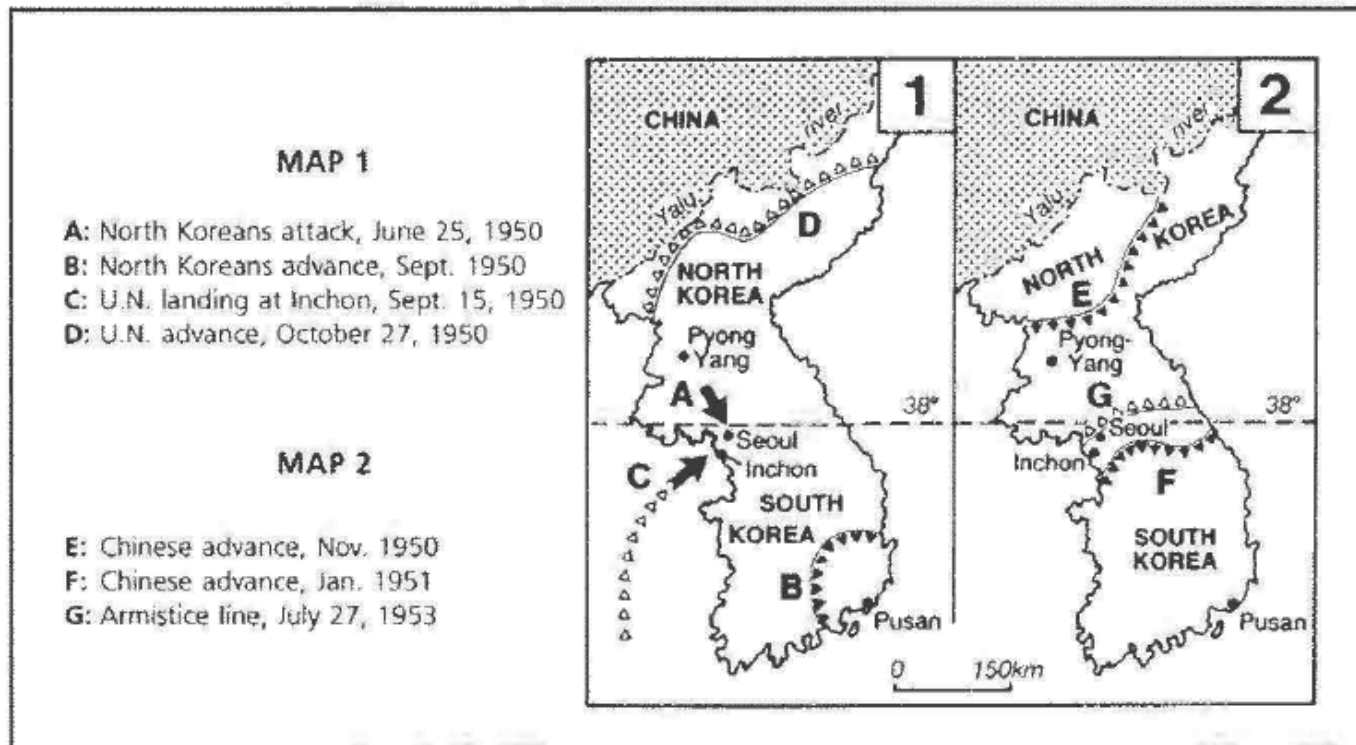 MAP 1
A: North Koreans attack, June 25, 1950
B: North Koreans advance, Sept. 1950
C: U.N. landing at Inchon, Sept. 15, 1950
D: U.N. advance, October 27, 1950
MAP 2
E: Chinese advance, Nov. 1950
F: Chinese advance, Jan. 1951
G: Armistice line, July 27, 1953
1
CHINA
Yalu
river
D
NORTH
KOREA
Pyong
Yang
A
38°
Seoul
Inchon
C
SOUTH
KOREA
B
Pusan
0 150km
2
CHINA
Yalu
river
NORTH
KOREA
E
Pyong-
Yang
G
38°
Seoul
Inchon
F
SOUTH
KOREA
Pusan